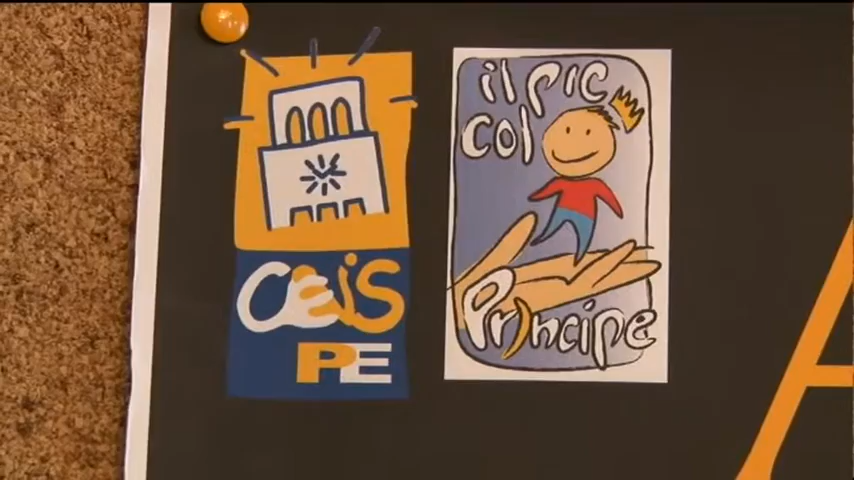 CeIS
PE
il pic
col
Principe
A